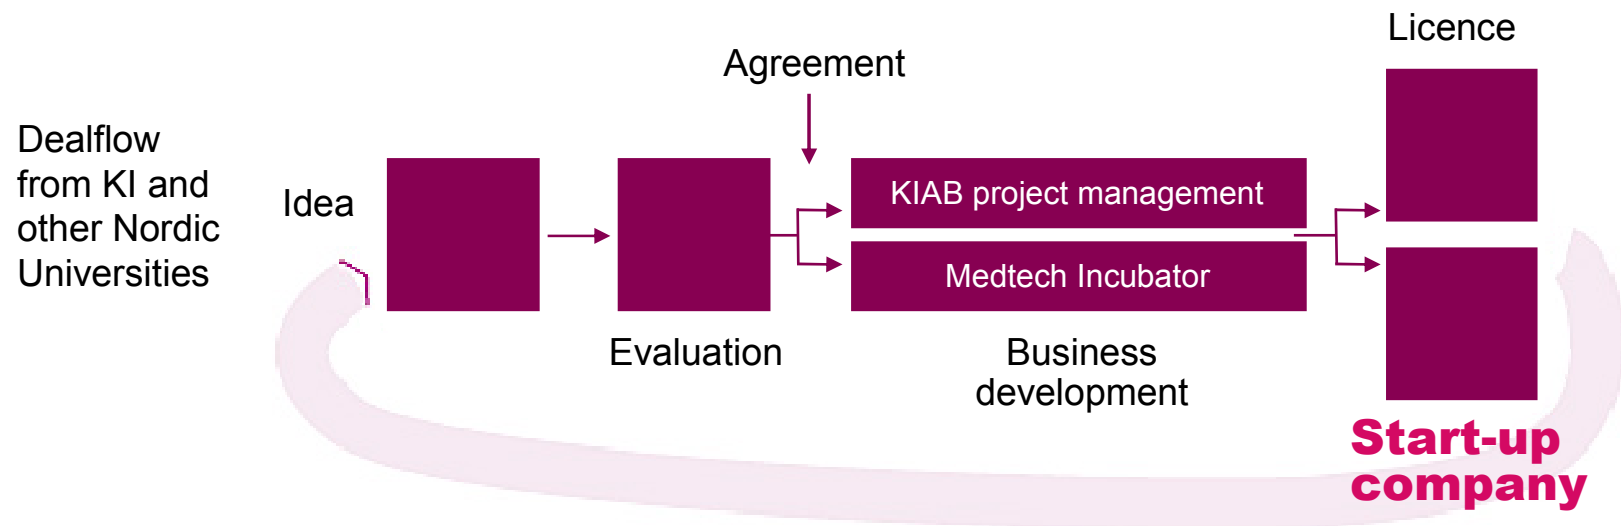 Licence
Agreement
Dealflow
from KI and
other Nordic
Universities
Idea
KIAB project management
Medtech Incubator
Evaluation
Business
development
Start-up
company